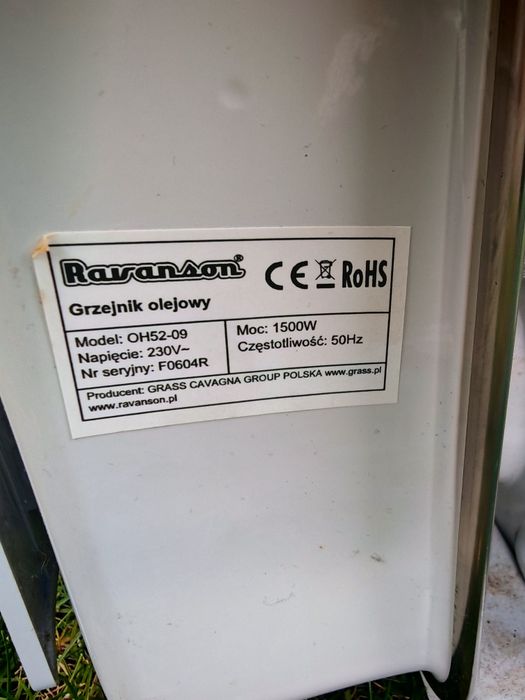 Ravanson® CE RoHS
Grzejnik olejowy
Model: OH52-09
Napięcie: 230V~
Nr seryjny: F0604R
Moc: 1500W
Częstotliwość: 50Hz
Producent: GRASS CAVAGNA GROUP POLSKA www.grass.pl
www.ravanson.pl